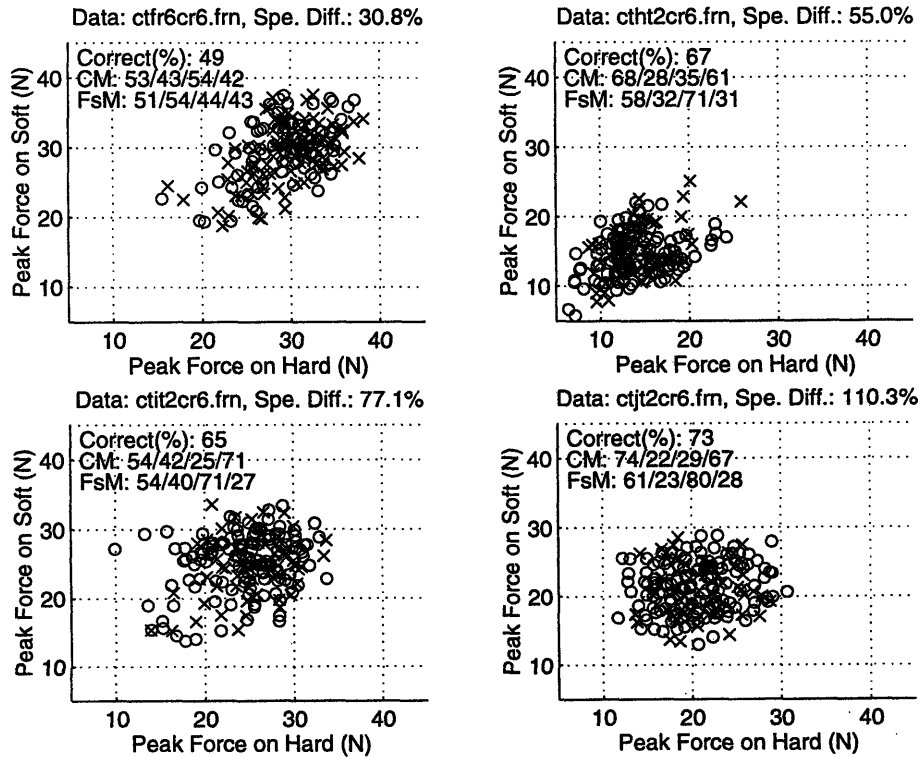 Data: ctfr6cr6.frn, Spe. Diff.: 30.8%
Correct(%): 49
CM: 53/43/54/42
FsM: 51/54/44/43
Peak Force on Soft (N)
40
30
20
10
10 20 30 40
Peak Force on Hard (N)
Data: ctht2cr6.frn, Spe. Diff.: 55.0%
Correct(%): 67
CM: 68/28/35/61
FsM: 58/32/71/31
Peak Force on Soft (N)
40
30
20
10
10 20 30 40
Peak Force on Hard (N)
Data: ctit2cr6.frn, Spe. Diff.: 77.1%
Correct(%): 65
CM: 54/42/25/71
FsM: 54/40/71/27
Peak Force on Soft (N)
40
30
20
10
10 20 30 40
Peak Force on Hard (N)
Data: ctjt2cr6.frn, Spe. Diff.: 110.3%
Correct(%): 73
CM: 74/22/29/67
FsM: 61/23/80/28
Peak Force on Soft (N)
40
30
20
10
10 20 30 40
Peak Force on Hard (N)